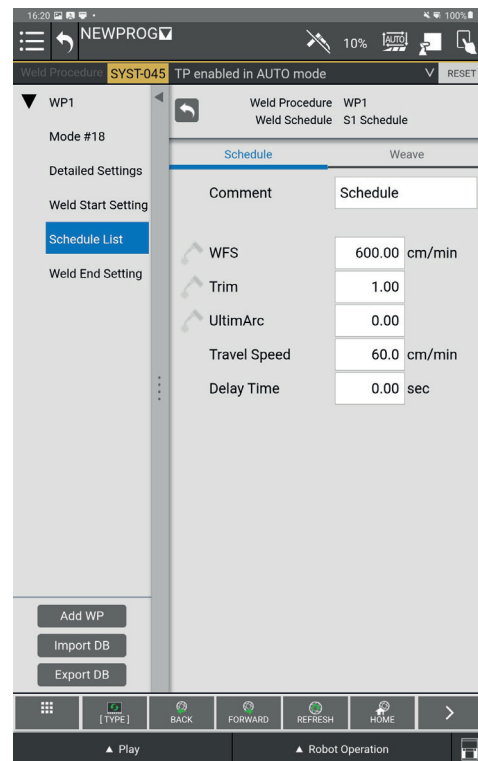 16:20
100%
NEWPROG
10%
AUTO
Weld Procedure SYST-045 TP enabled in AUTO mode
RESET
WP1
Mode #18
Detailed Settings
Weld Start Setting
Schedule List
Weld End Setting
Weld Procedure WP1
Weld Schedule S1 Schedule
Schedule Weave
Comment Schedule
WFS 600.00 cm/min
Trim 1.00
UltimArc 0.00
Travel Speed 60.0 cm/min
Delay Time 0.00 sec
Add WP
Import DB
Export DB
[ TYPE ] BACK FORWARD REFRESH HOME
Play Robot Operation